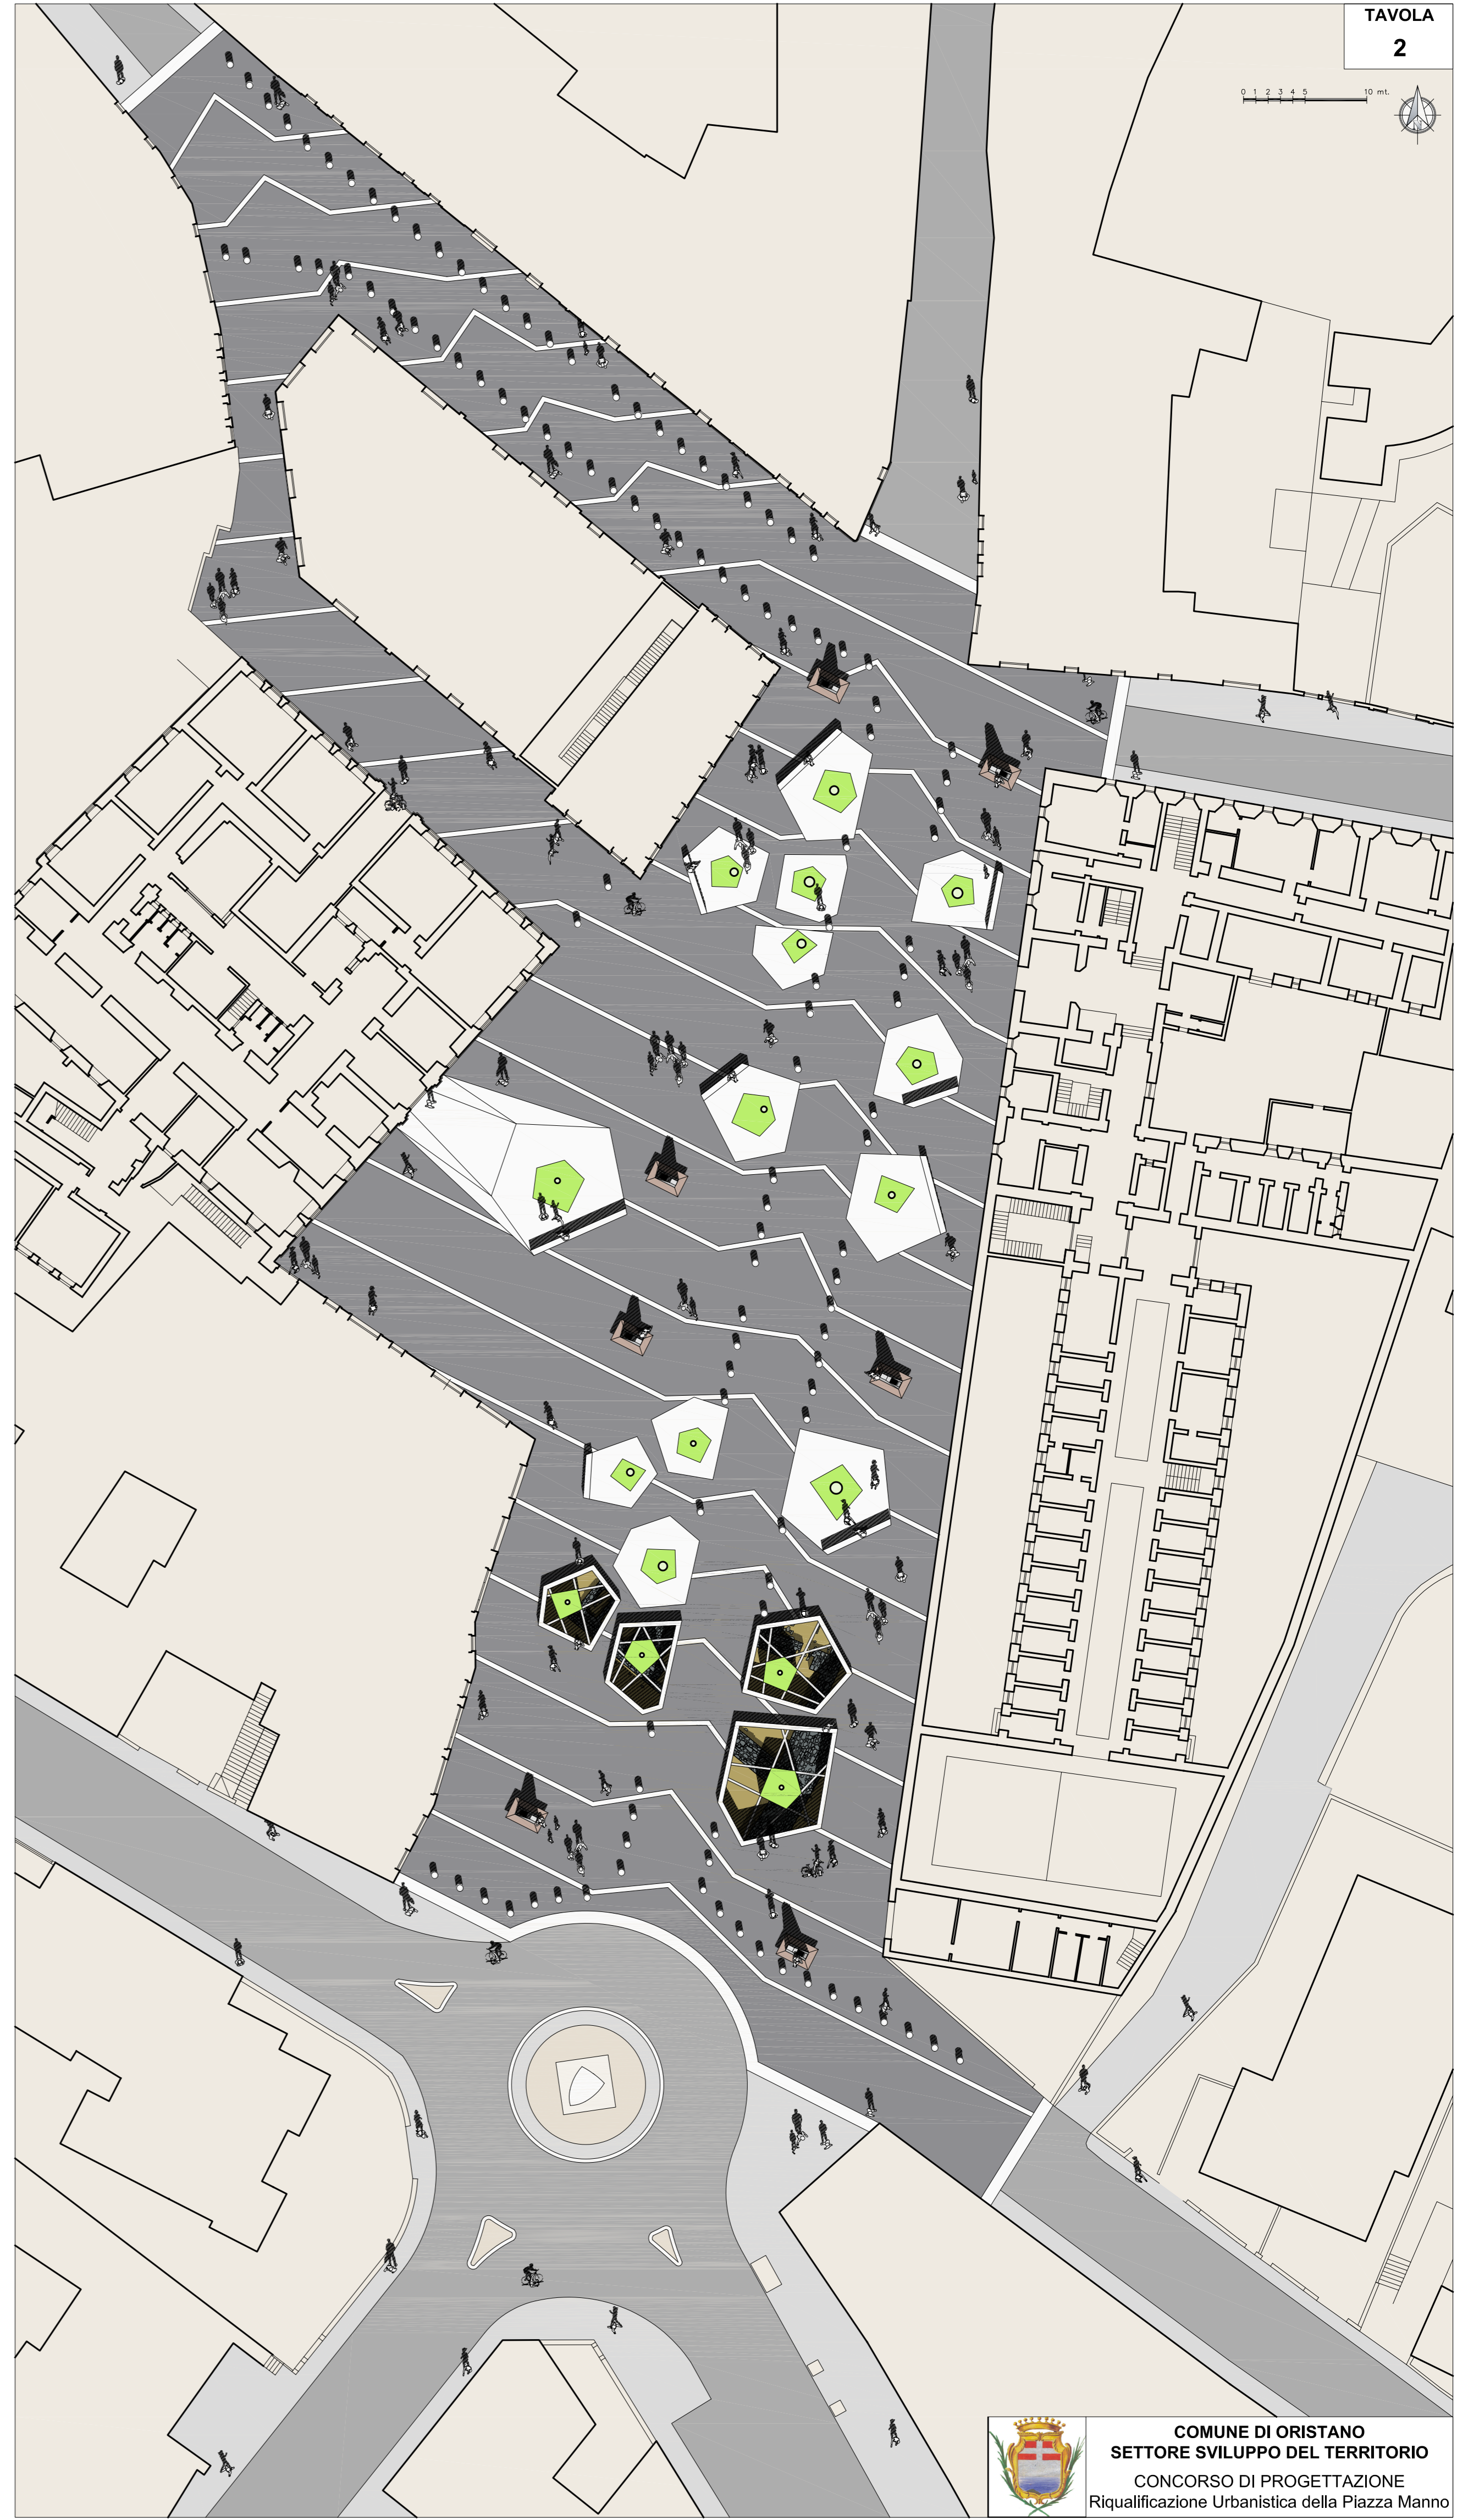 TAVOLA
2
0 1 2 3 4 5 10 mt.
N
COMUNE DI ORISTANO
SETTORE SVILUPPO DEL TERRITORIO
CONCORSO DI PROGETTAZIONE
Riqualificazione Urbanistica della Piazza Manno